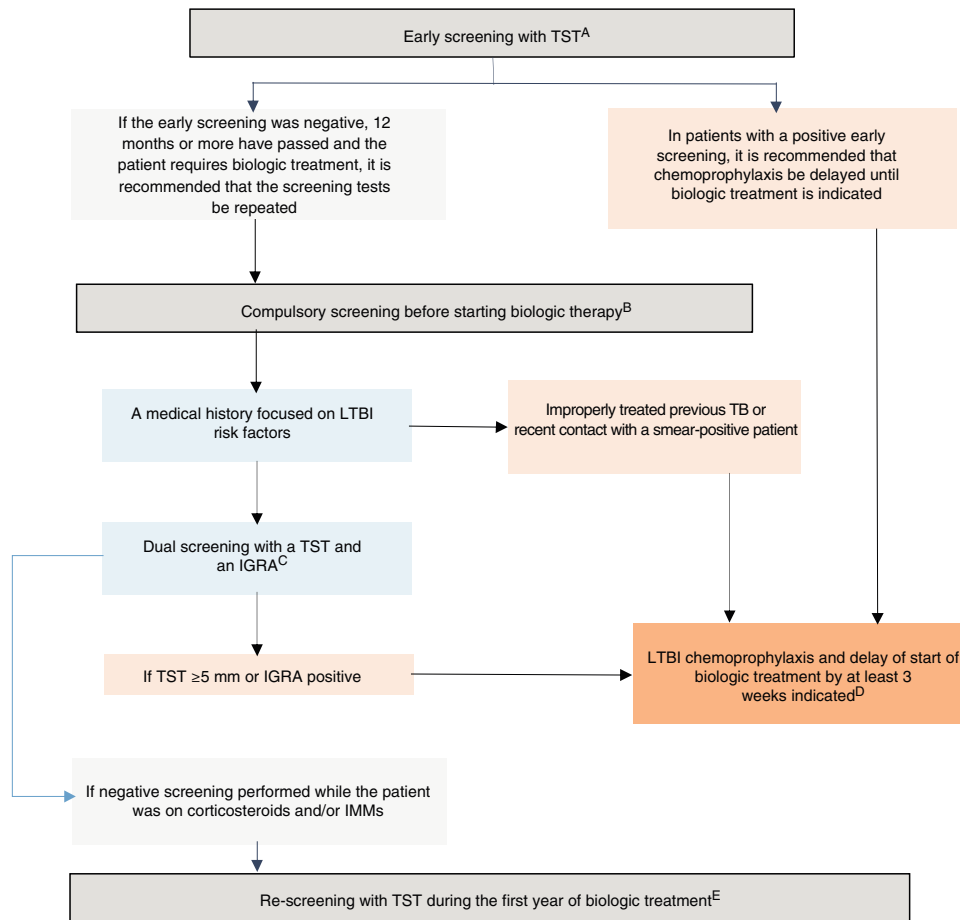 Early screening with TSTA
If the early screening was negative, 12
months or more have passed and the
patient requires biologic treatment, it is
recommended that the screening tests
be repeated
In patients with a positive early
screening, it is recommended that
chemoprophylaxis be delayed until
biologic treatment is indicated
Compulsory screening before starting biologic therapyB
A medical history focused on LTBI
risk factors
Improperly treated previous TB or
recent contact with a smear-positive patient
Dual screening with a TST and
an IGRAC
If TST ≥5 mm or IGRA positive
LTBI chemoprophylaxis and delay of start of
biologic treatment by at least 3
weeks indicatedD
If negative screening performed while the patient
was on corticosteroids and/or IMMs
Re-screening with TST during the first year of biologic treatmentE